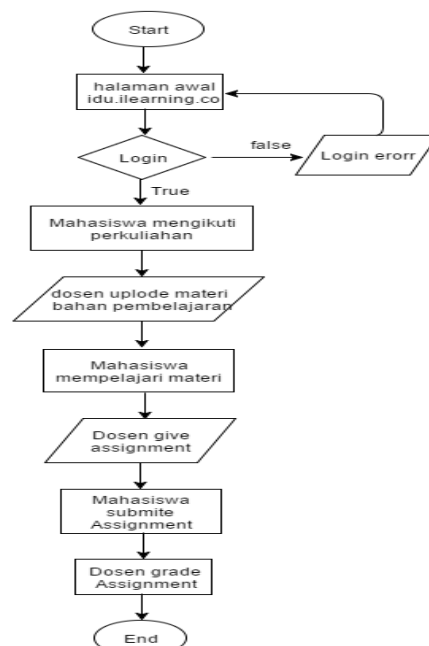 Start
halaman awal
idu.ilearning.co
Login
false
Login erorr
True
Mahasiswa mengikuti
perkuliahan
dosen uplode materi
bahan pembelajaran
Mahasiswa
mempelajari materi
Dosen give
assignment
Mahasiswa
submite
Assignment
Dosen grade
Assignment
End